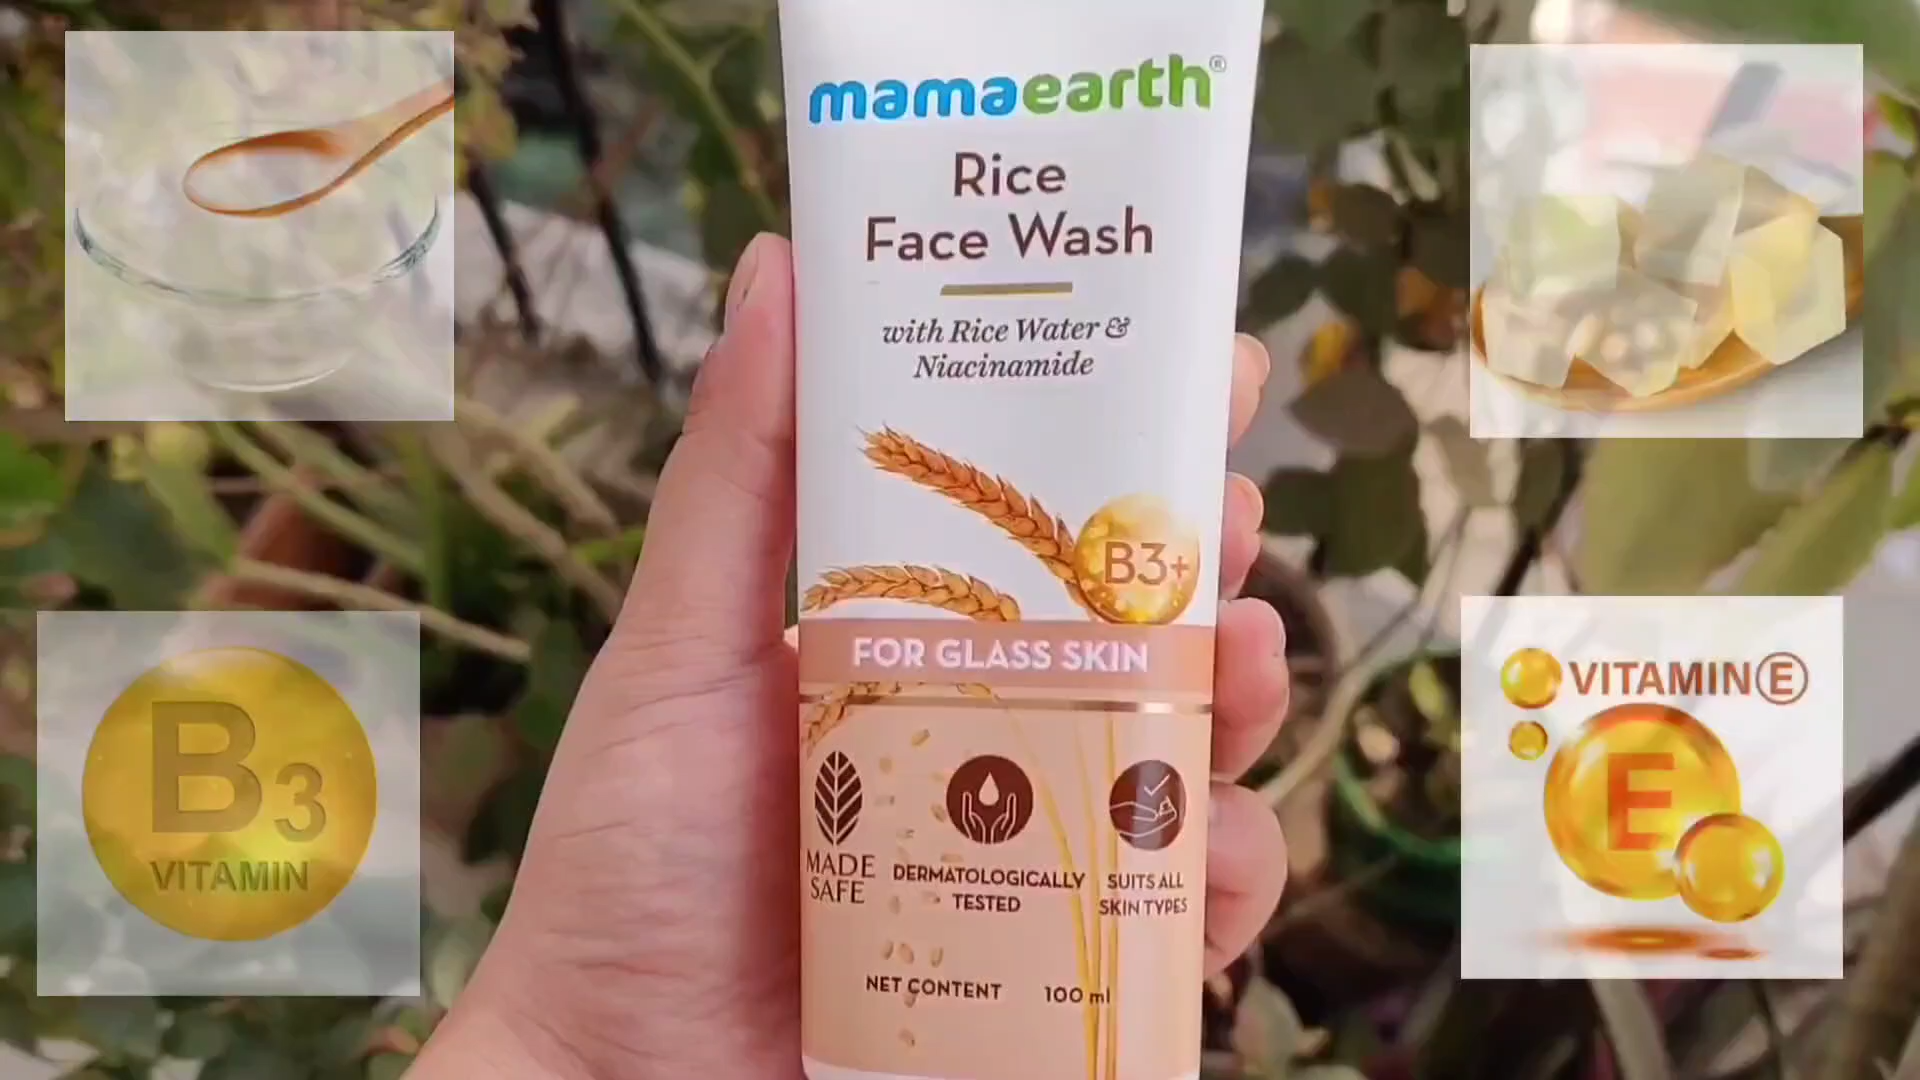 mamaearth®
Rice
Face Wash
with Rice Water &
Niacinamide
B3+
FOR GLASS SKIN
MADE
SAFE
DERMATOLOGICALLY
TESTED
SUITS ALL
SKIN TYPES
NET CONTENT 100 ml
B3
VITAMIN
VITAMIN E
E